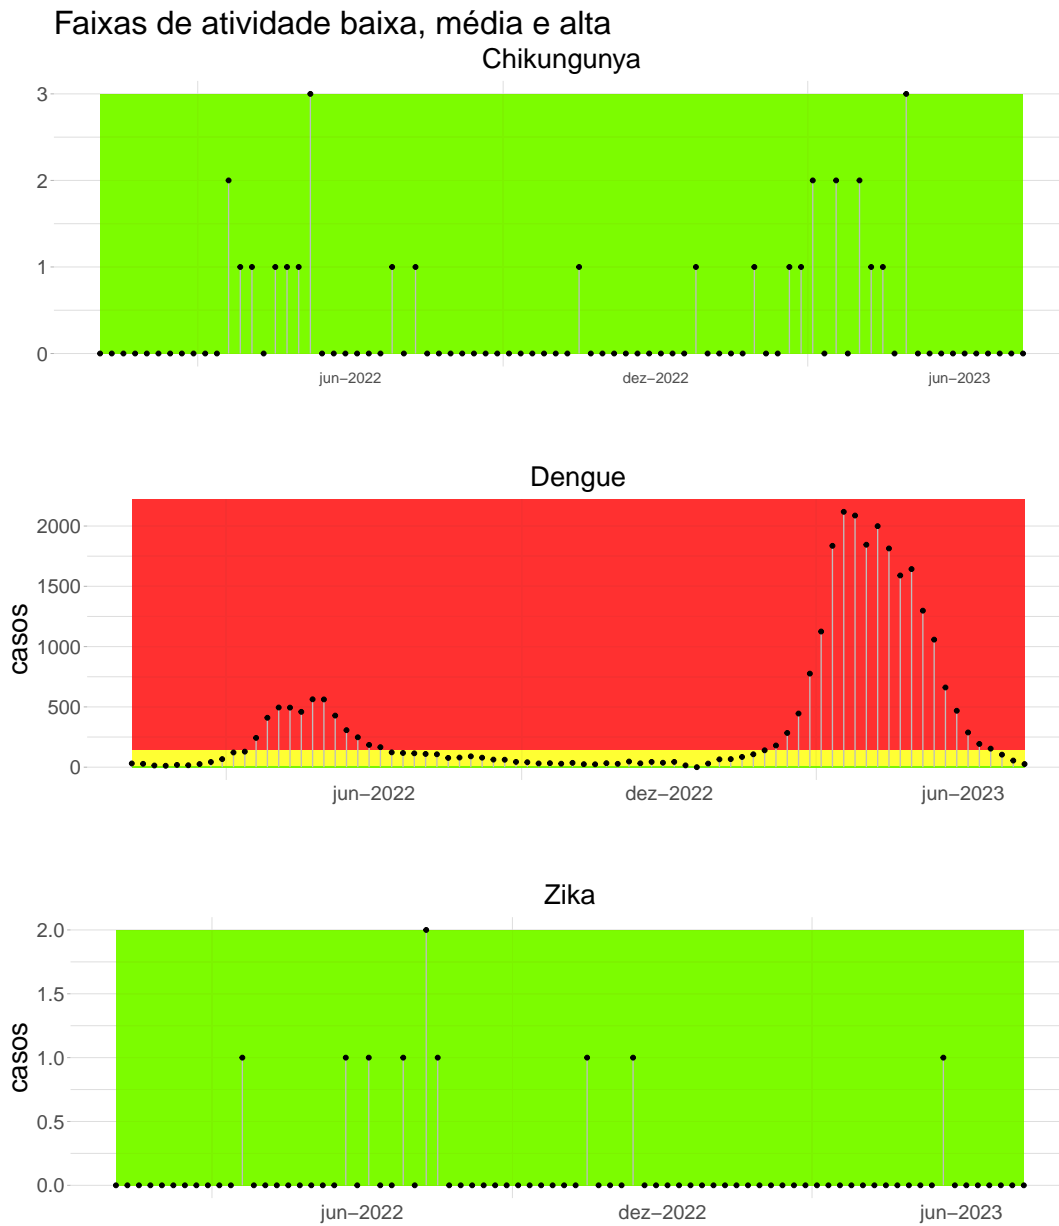 Faixas de atividade baixa, média e alta
Chikungunya
3
2
1
0
jun−2022 dez−2022 jun−2023
Dengue
casos
2000
1500
1000
500
0
jun−2022 dez−2022 jun−2023
Zika
casos
2.0
1.5
1.0
0.5
0.0
jun−2022 dez−2022 jun−2023